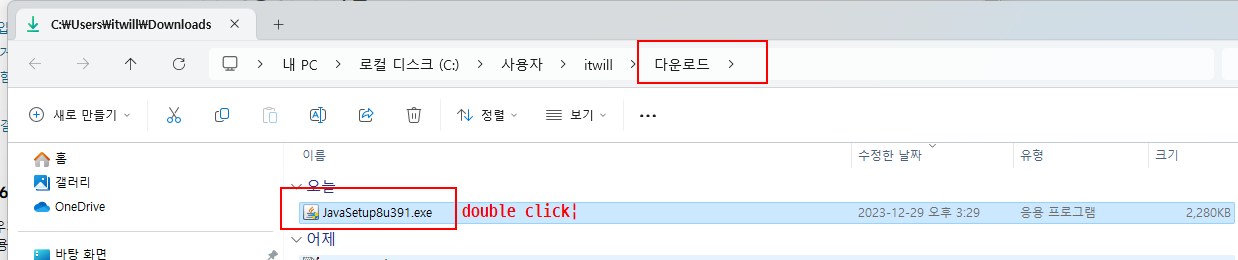 C:₩Users₩itwill₩Downloads
내 PC > 로컬 디스크 (C:) > 사용자 > itwill > 다운로드 >
새로 만들기
정렬
보기
이름
수정한 날짜
유형
크기
홈
갤러리
OneDrive
바탕 화면
오늘
JavaSetup8u391.exe
double click
2023-12-29 오후 3:29
응용 프로그램
2,280KB
어제